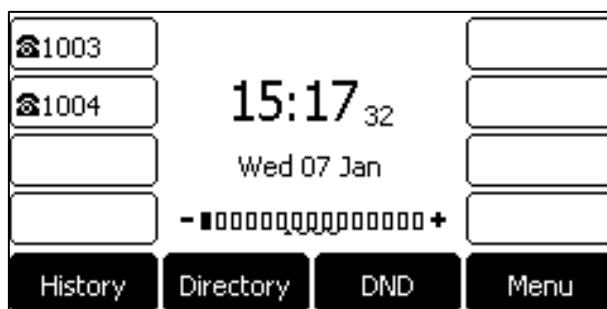 ☎1003
☎1004
15:17 32
Wed 07 Jan
- +
History Directory DND Menu